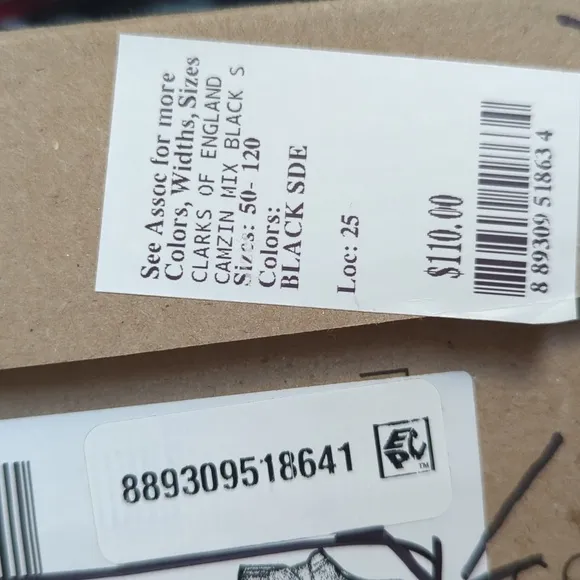 See Assoc for more
Colors, Widths, Sizes
CLARKS OF ENGLAND
CAMZIN MIX BLACK S
Sizes: 50- 120
Colors:
BLACK SDE
Loc: 25
$110.00
8 89309 51863 4
889309518641
EPC
TM